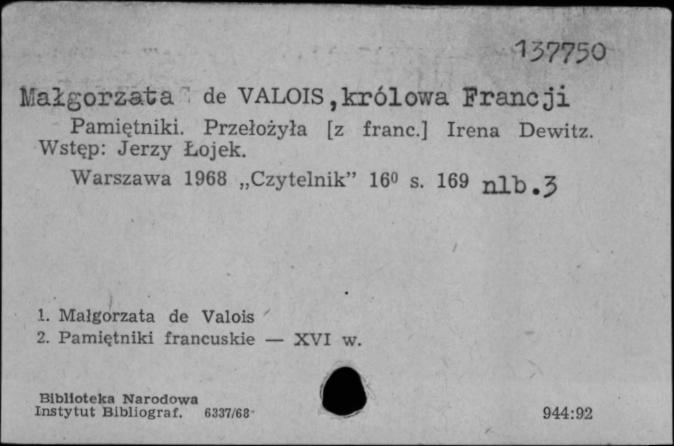 137750
Małgorzata de VALOIS, królowa Francji
Pamiętniki. Przełożyła [z franc.] Irena Dewitz.
Wstęp: Jerzy Łojek.
Warszawa 1968 „Czytelnik” 16⁰ s. 169 nlb. 3
1. Małgorzata de Valois
2. Pamiętniki francuskie — XVI w.
Biblioteka Narodowa
Instytut Bibliograf. 6337/68
944:92